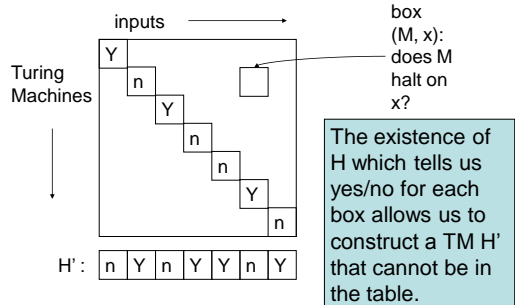 inputs
box
(M, x):
does M
halt on
x?
Turing
Machines
Y
n
Y
n
n
Y
n
The existence of
H which tells us
yes/no for each
box allows us to
construct a TM H'
that cannot be in
the table.
H' : n Y n Y Y n Y